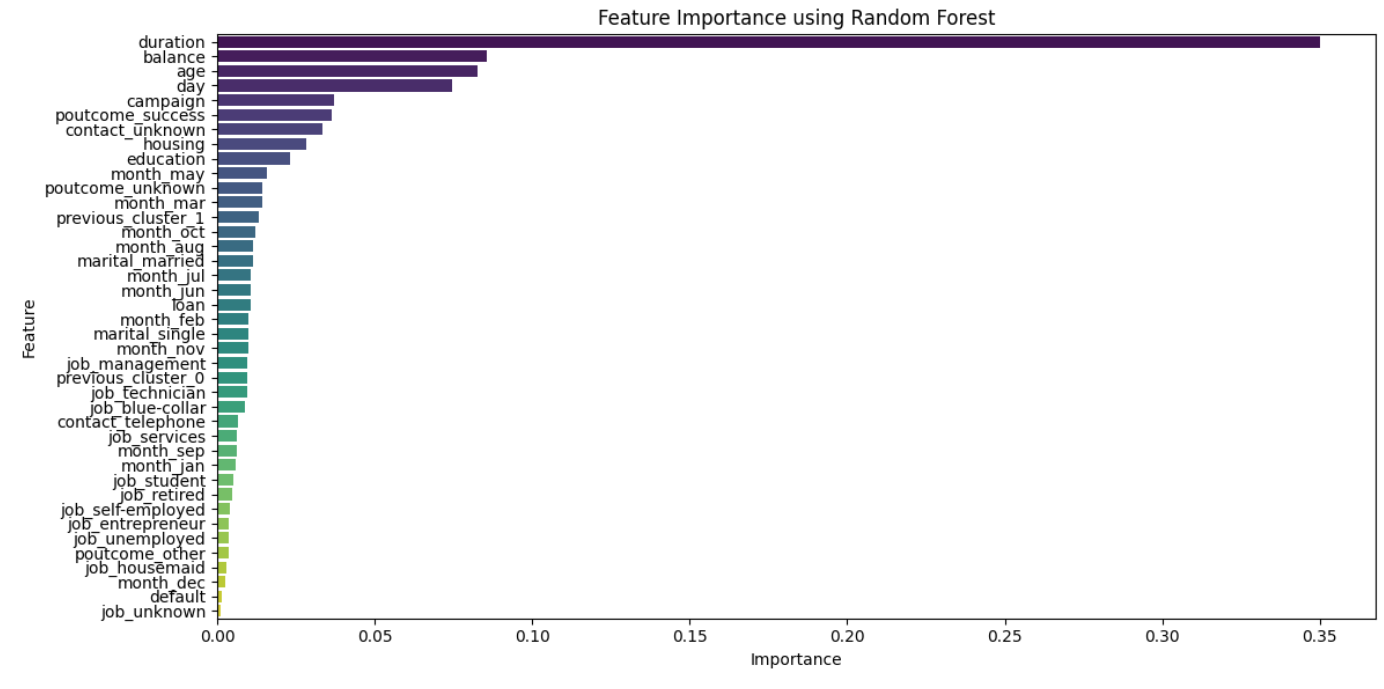 Feature Importance using Random Forest
duration
balance
age
day
campaign
poutcome_success
contact_unknown
housing
education
month_may
poutcome_unknown
month_mar
previous_cluster_1
month_oct
month_aug
marital_married
month_jul
month_jun
loan
month_feb
marital_single
month_nov
job_management
previous_cluster_0
job_technician
job_blue-collar
contact_telephone
job_services
month_sep
month_jan
job_student
job_retired
job_self-employed
job_entrepreneur
job_unemployed
poutcome_other
job_housemaid
month_dec
default
job_unknown
Feature
0.00 0.05 0.10 0.15 0.20 0.25 0.30 0.35
Importance